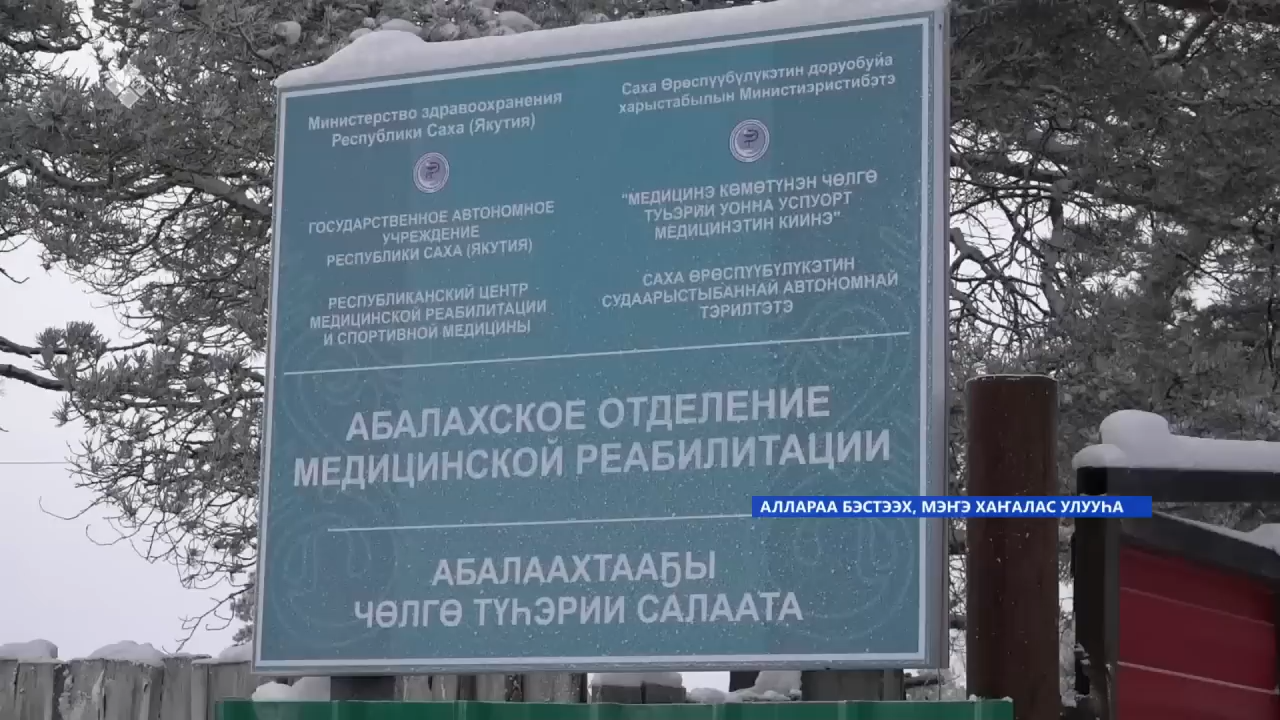 Министерство здравоохранения
Республики Саха (Якутия)
ГОСУДАРСТВЕННОЕ АВТОНОМНОЕ
УЧРЕЖДЕНИЕ
РЕСПУБЛИКИ САХА (ЯКУТИЯ)
РЕСПУБЛИКАНСКИЙ ЦЕНТР
МЕДИЦИНСКОЙ РЕАБИЛИТАЦИИ
И СПОРТИВНОЙ МЕДИЦИНЫ
Саха Өрөспүүбүлүкэтин доруобуйа
харыстабылын Министиэристибэтэ
"МЕДИЦИНЭ КӨМӨТҮНЭН ЧӨЛГӨ
ТУЬЭРИИ УОННА УСПУОРТ
МЕДИЦИНЭТИН КИИНЭ"
САХА ӨРӨСПҮҮБҮЛҮКЭТИН
СУДААРЫСТЫБАННАЙ АВТОНОМНАЙ
ТЭРИЛТЭТЭ
АБАЛАХСКОЕ ОТДЕЛЕНИЕ
МЕДИЦИНСКОЙ РЕАБИЛИТАЦИИ
АБАЛААХТААҔЫ
ЧӨЛГӨ ТҮҺЭРИИ САЛААТА
АЛЛАРАА БЭСТЭЭХ, МЭҤЭ ХАҤАЛАС УЛУУҺА